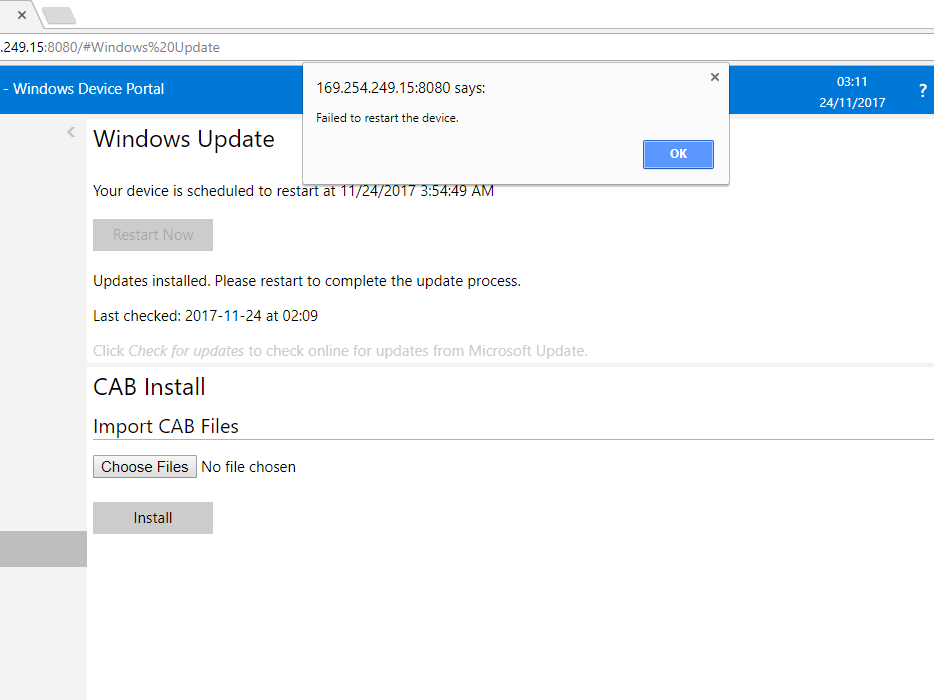 .249.15:8080/#Windows%20Update
- Windows Device Portal
03:11
24/11/2017
?
169.254.249.15:8080 says:
Failed to restart the device.
OK
Windows Update
Your device is scheduled to restart at 11/24/2017 3:54:49 AM
Restart Now
Updates installed. Please restart to complete the update process.
Last checked: 2017-11-24 at 02:09
Click Check for updates to check online for updates from Microsoft Update.
CAB Install
Import CAB Files
Choose Files No file chosen
Install